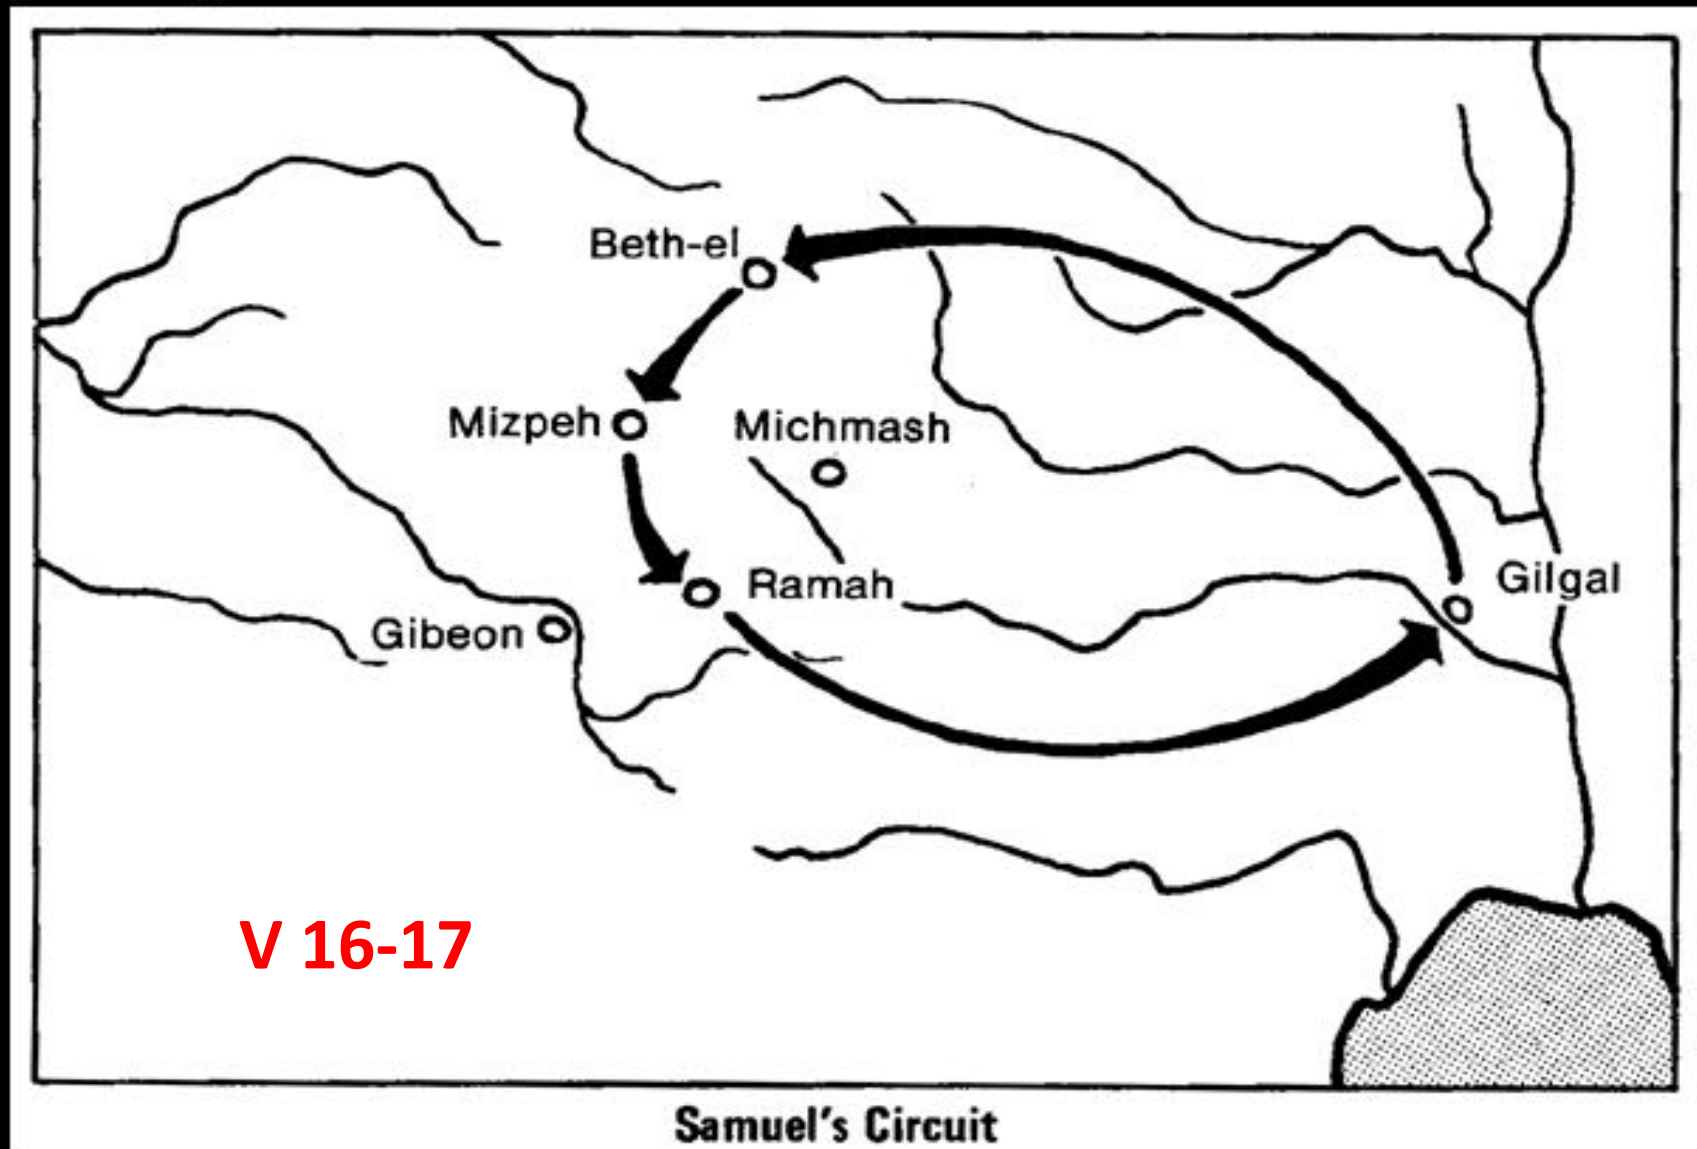 Beth-el
Mizpeh
Michmash
Ramah
Gilgal
Gibeon
V 16-17
Samuel's Circuit